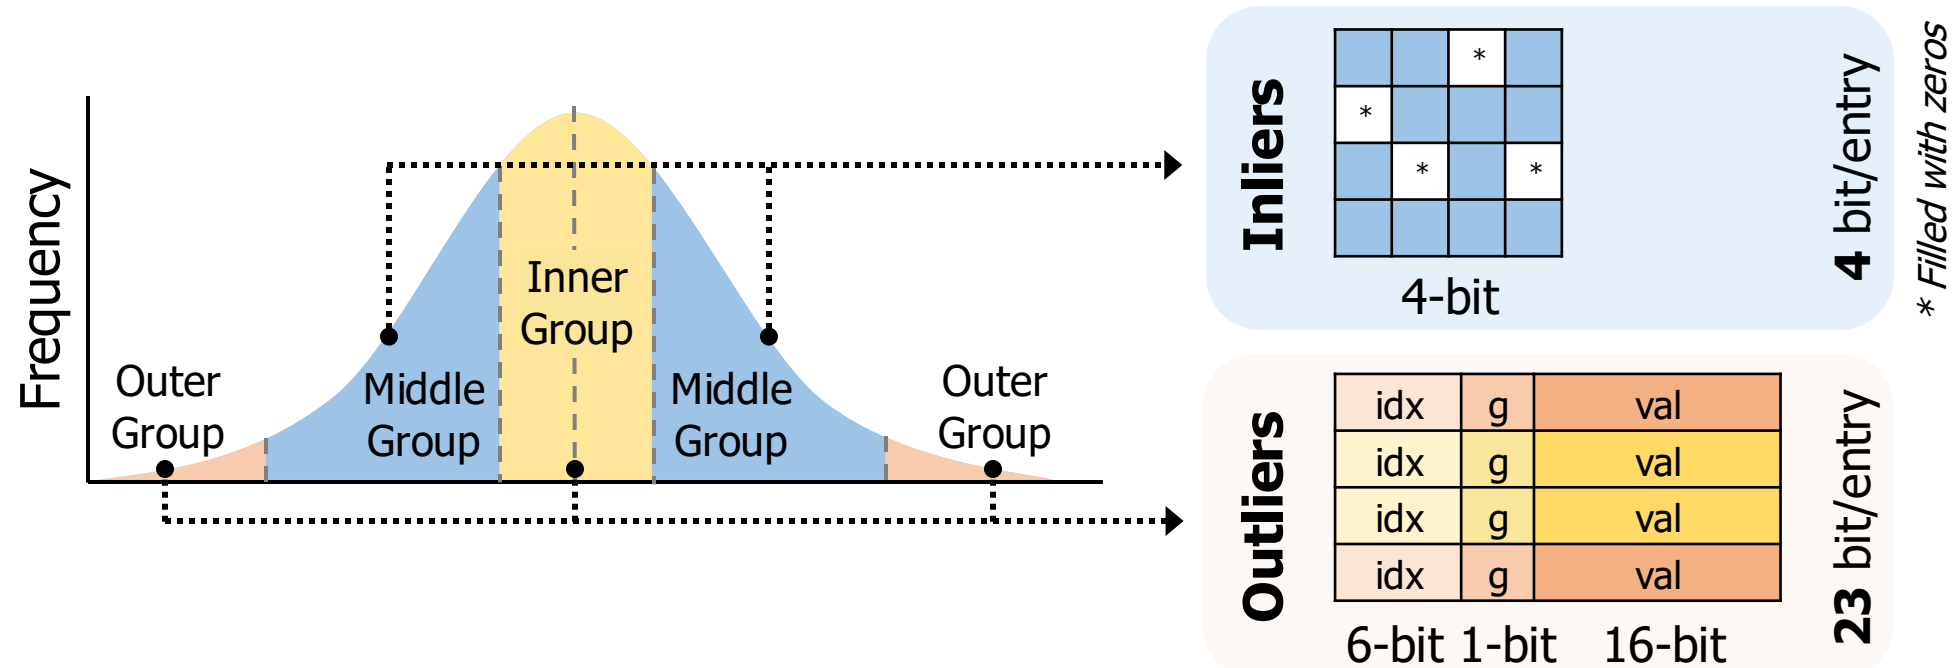 Frequency
Outer
Group
Middle
Group
Inner
Group
Middle
Group
Outer
Group
Inliers
*
*
* *
4-bit
4 bit/entry
* Filled with zeros
Outliers
idx g val
idx g val
idx g val
idx g val
6-bit 1-bit 16-bit
23 bit/entry